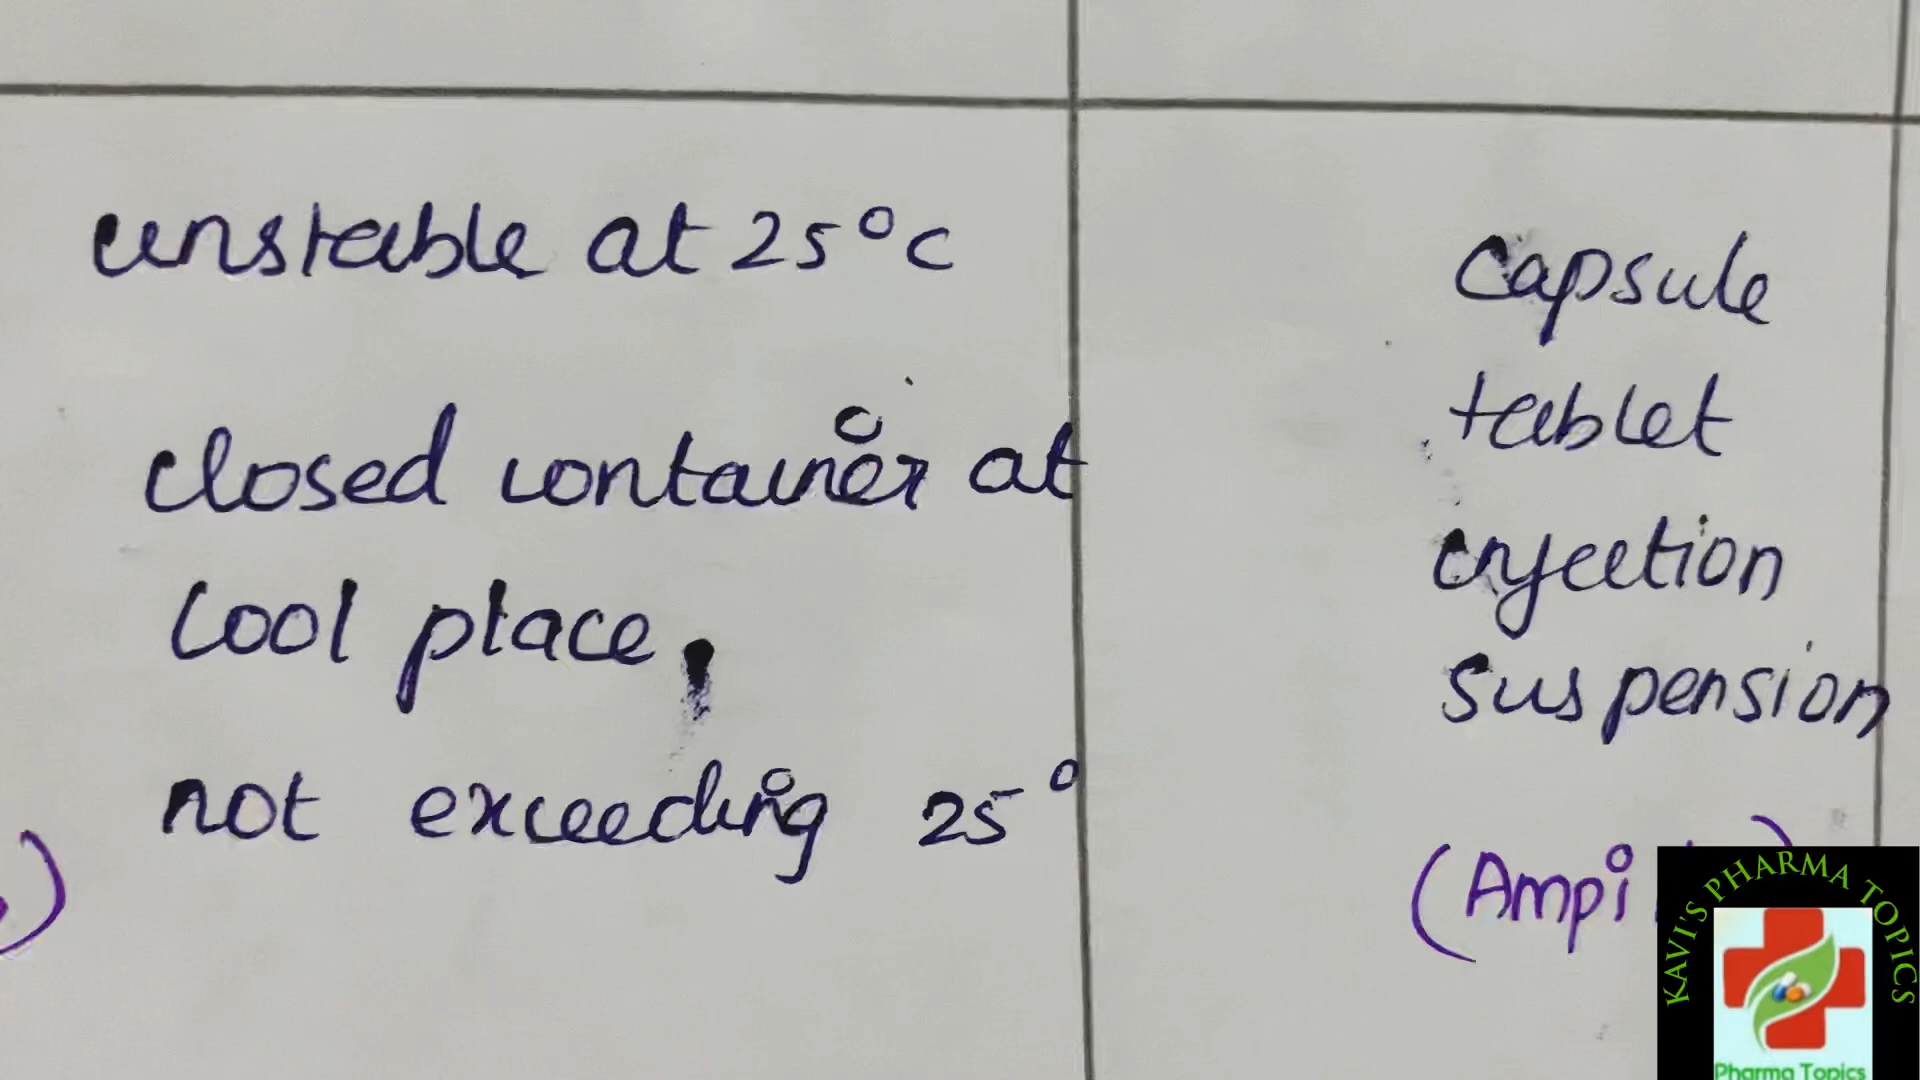 unstable at 25°C
closed container at
cool place,
not exceeding 25°
capsule
tablet
injection
suspension
(Ampi
)
KAVI'S PHARMA TOPICS
Pharma Topics